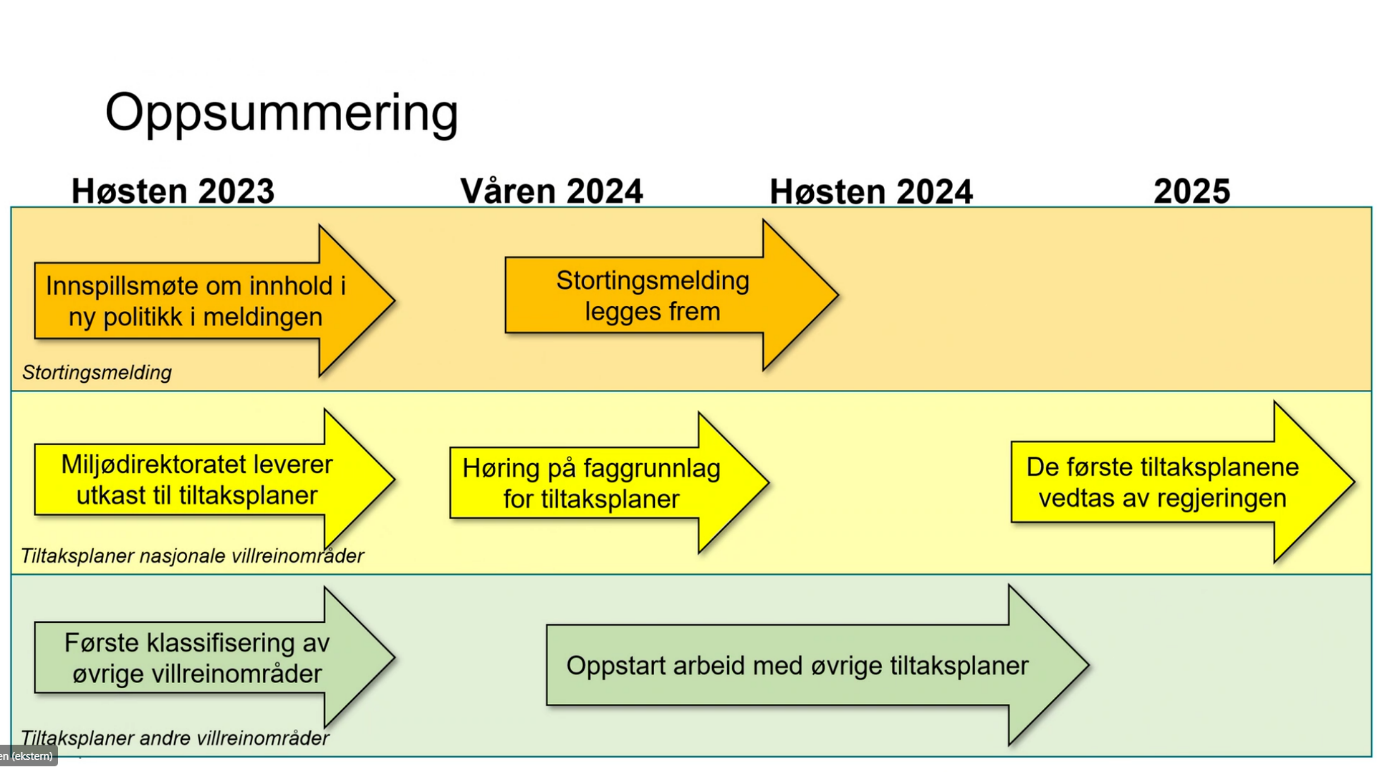 Oppsummering
Høsten 2023
Våren 2024
Høsten 2024
2025
Innspillsmøte om innhold i
ny politikk i meldingen
Stortingsmelding
legges frem
Stortingsmelding
Miljødirektoratet leverer
utkast til tiltaksplaner
Høring på faggrunnlag
for tiltaksplaner
De første tiltaksplanene
vedtas av regjeringen
Tiltaksplaner nasjonale villreinområder
Første klassifisering av
øvrige villreinområder
Oppstart arbeid med øvrige tiltaksplaner
Tiltaksplaner andre villreinområder
(ekstern)